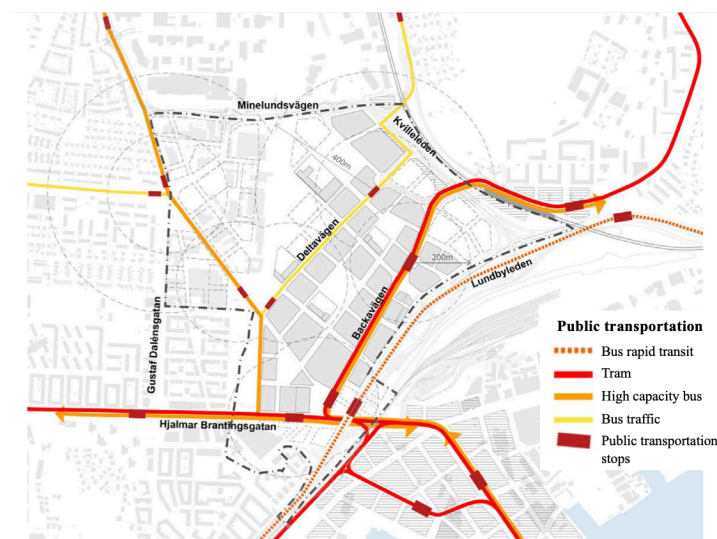 Minelundsvägen
Kvilleleden
400m
Deltavägen
200m
Lundbyleden
Backavägen
Gustaf Dalénsgatan
Hjalmar Brantingsgatan
Public transportation
Bus rapid transit
Tram
High capacity bus
Bus traffic
Public transportation
stops